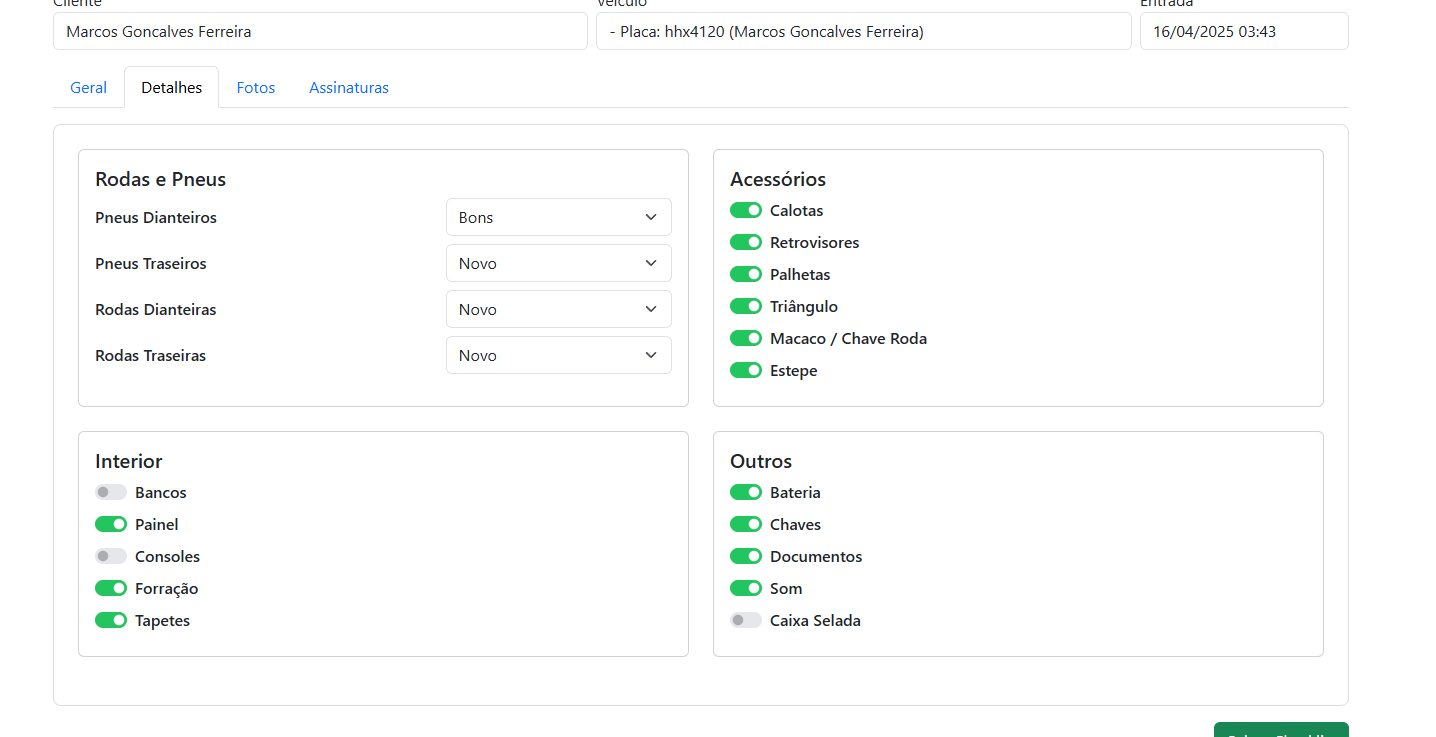 Cliente
Veículo
Entrada
Marcos Goncalves Ferreira
- Placa: hhx4120 (Marcos Goncalves Ferreira)
16/04/2025 03:43
Geral
Detalhes
Fotos
Assinaturas
Rodas e Pneus
Pneus Dianteiros
Bons
Pneus Traseiros
Novo
Rodas Dianteiras
Novo
Rodas Traseiras
Novo
Acessórios
Calotas
Retrovisores
Palhetas
Triângulo
Macaco / Chave Roda
Estepe
Interior
Bancos
Painel
Consoles
Forração
Tapetes
Outros
Bateria
Chaves
Documentos
Som
Caixa Selada